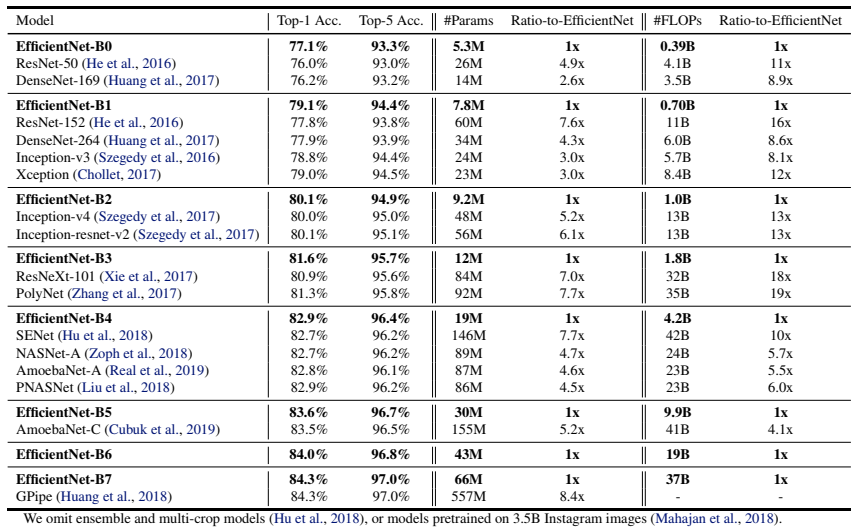 Model Top-1 Acc. Top-5 Acc. #Params Ratio-to-EfficientNet #FLOPs Ratio-to-EfficientNet
EfficientNet-B0 77.1% 93.3% 5.3M 1x 0.39B 1x
ResNet-50 (He et al., 2016) 76.0% 93.0% 26M 4.9x 4.1B 11x
DenseNet-169 (Huang et al., 2017) 76.2% 93.2% 14M 2.6x 3.5B 8.9x
EfficientNet-B1 79.1% 94.4% 7.8M 1x 0.70B 1x
ResNet-152 (He et al., 2016) 77.8% 93.8% 60M 7.6x 11B 16x
DenseNet-264 (Huang et al., 2017) 77.9% 93.9% 34M 4.3x 6.0B 8.6x
Inception-v3 (Szegedy et al., 2016) 78.8% 94.4% 24M 3.0x 5.7B 8.1x
Xception (Chollet, 2017) 79.0% 94.5% 23M 3.0x 8.4B 12x
EfficientNet-B2 80.1% 94.9% 9.2M 1x 1.0B 1x
Inception-v4 (Szegedy et al., 2017) 80.0% 95.0% 48M 5.2x 13B 13x
Inception-resnet-v2 (Szegedy et al., 2017) 80.1% 95.1% 56M 6.1x 13B 13x
EfficientNet-B3 81.6% 95.7% 12M 1x 1.8B 1x
ResNeXt-101 (Xie et al., 2017) 80.9% 95.6% 84M 7.0x 32B 18x
PolyNet (Zhang et al., 2017) 81.3% 95.8% 92M 7.7x 35B 19x
EfficientNet-B4 82.9% 96.4% 19M 1x 4.2B 1x
SENet (Hu et al., 2018) 82.7% 96.2% 146M 7.7x 42B 10x
NASNet-A (Zoph et al., 2018) 82.7% 96.2% 89M 4.7x 24B 5.7x
AmoebaNet-A (Real et al., 2019) 82.8% 96.1% 87M 4.6x 23B 5.5x
PNASNet (Liu et al., 2018) 82.9% 96.2% 86M 4.5x 23B 6.0x
EfficientNet-B5 83.6% 96.7% 30M 1x 9.9B 1x
AmoebaNet-C (Cubuk et al., 2019) 83.5% 96.5% 155M 5.2x 41B 4.1x
EfficientNet-B6 84.0% 96.8% 43M 1x 19B 1x
EfficientNet-B7 84.3% 97.0% 66M 1x 37B 1x
GPipe (Huang et al., 2018) 84.3% 97.0% 557M 8.4x - -
We omit ensemble and multi-crop models (Hu et al., 2018), or models pretrained on 3.5B Instagram images (Mahajan et al., 2018).